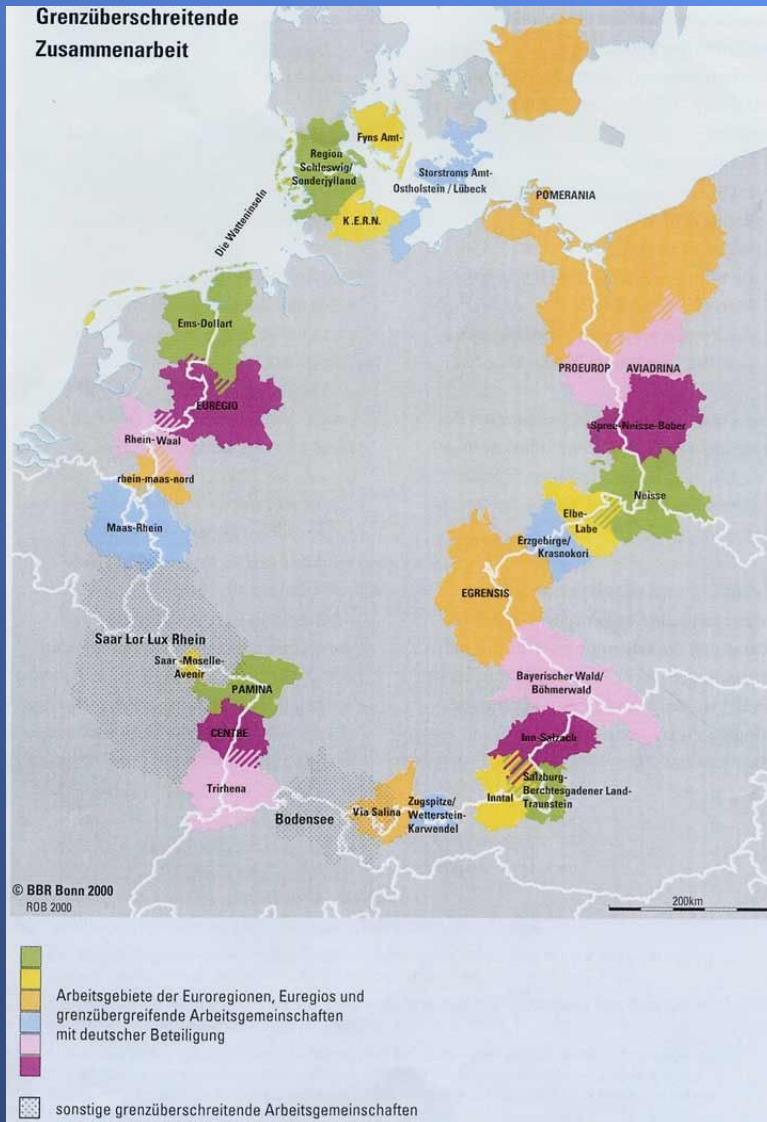 Grenzüberschreitende
Zusammenarbeit
Fyns Amt-
Region
Schleswig/
Sonderjylland
Storstroms Amt-
Ostholstein / Lübeck
K.E.R.N.
POMERANIA
Die Watteninseln
Ems-Dollart
EUREGIO
PROEUROP
AVIADRINA
Spree-Neisse-Bober
Rhein-Waal
rhein-maas-nord
Maas-Rhein
Neisse
Elbe-
Labe
Erzgebirge/
Krasnokori
EGRENSIS
Saar Lor Lux Rhein
Saar -Moselle-
Avenir
PAMINA
Bayerischer Wald/
Böhmerwald
CENTRE
Inn-Salzach
Trirhena
Salzburg-
Berchtesgadener Land-
Traunstein
Inntal
Zugspitze/
Wetterstein-
Karwendel
Via Salina
Bodensee
© BBR Bonn 2000
ROB 2000
200km
Arbeitsgebiete der Euroregionen, Euregios und
grenzübergreifende Arbeitsgemeinschaften
mit deutscher Beteiligung
sonstige grenzüberschreitende Arbeitsgemeinschaften